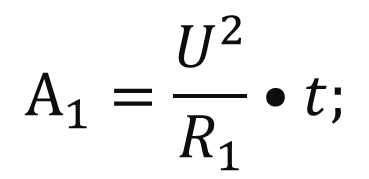 A₁ = U²/R₁ • t;